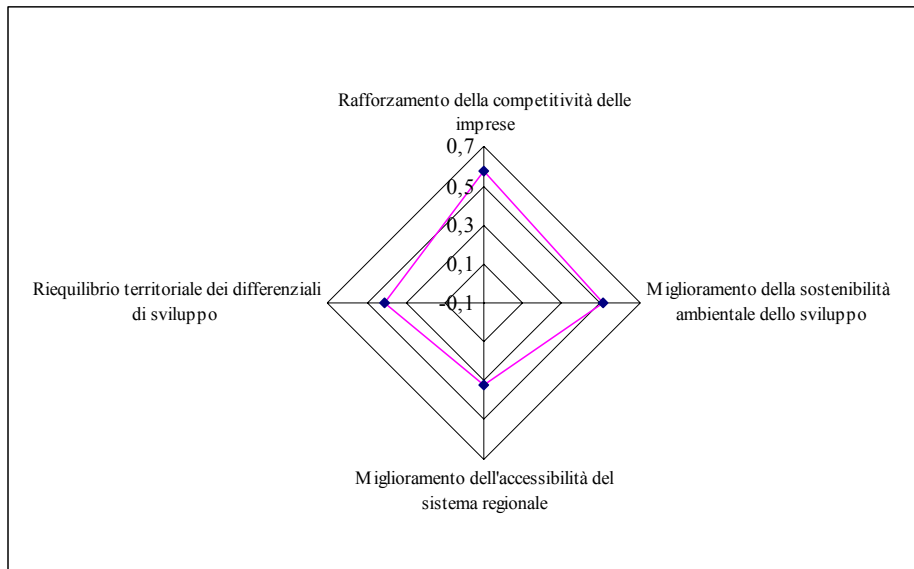 Rafforzamento della competitività delle
imprese
0,7
0,5
0,3
0,1
-0,1
Riequilibrio territoriale dei differenziali
di sviluppo
Miglioramento della sostenibilità
ambientale dello sviluppo
Miglioramento dell'accessibilità del
sistema regionale